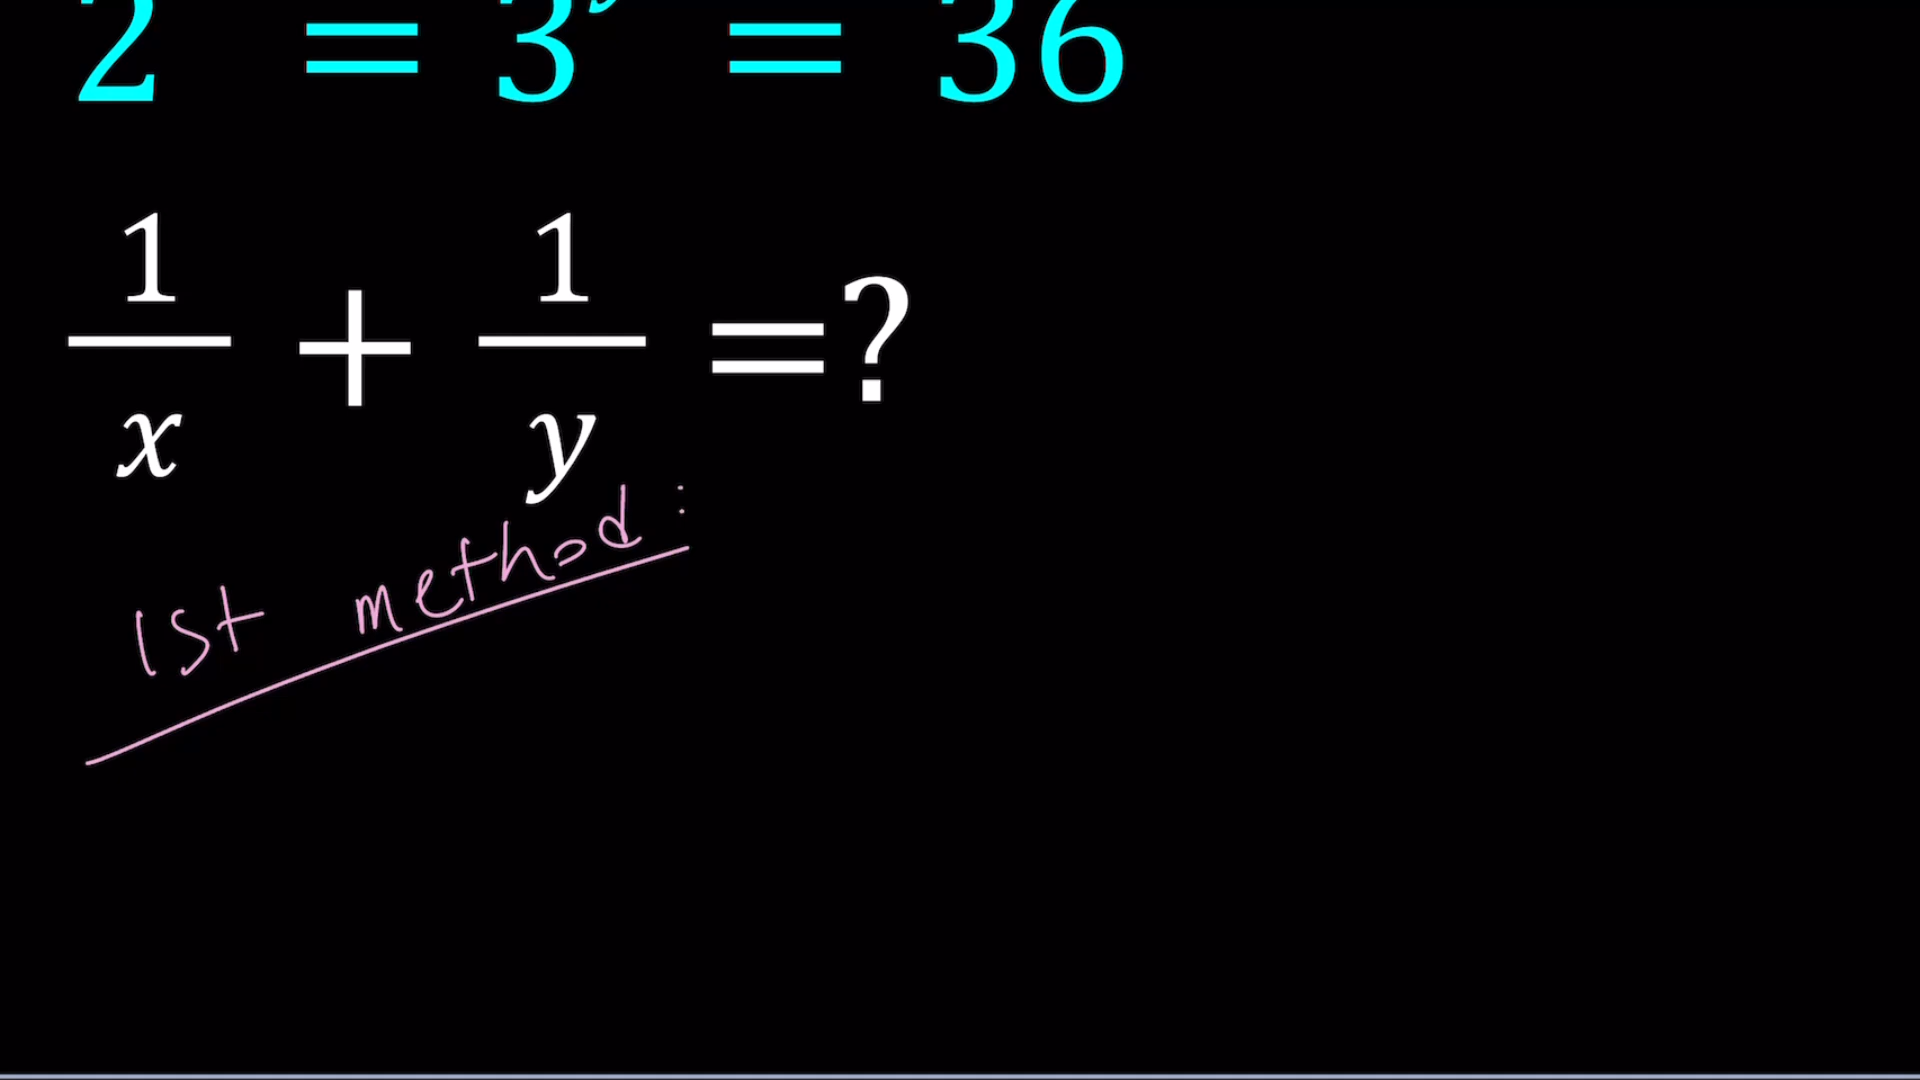 2 = 3^y = 36
1/x + 1/y =?
1st method: